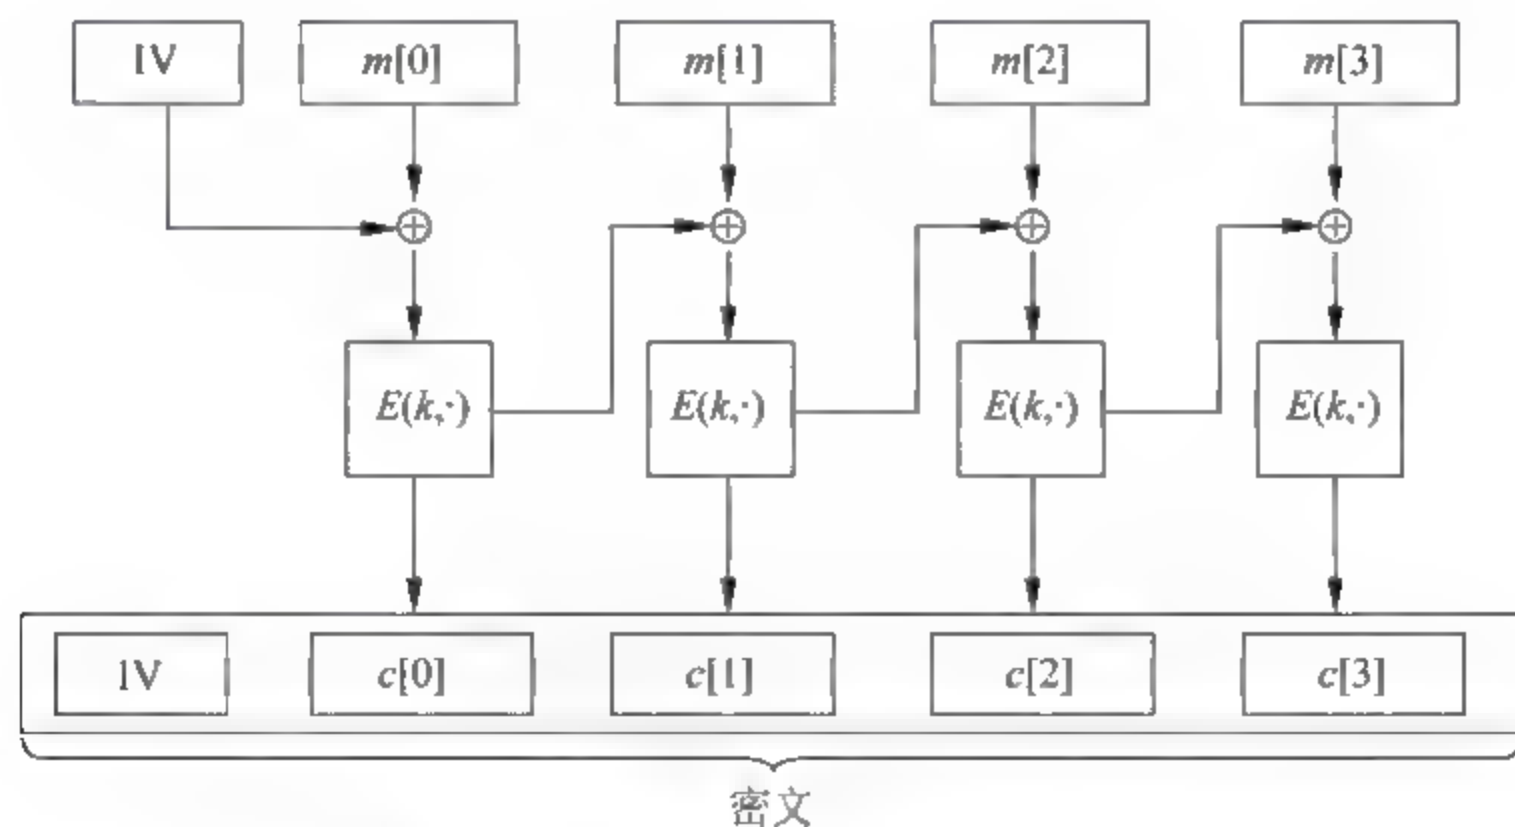 IV m[0] m[1] m[2] m[3]
⊕ ⊕ ⊕ ⊕
E(k,·) E(k,·) E(k,·) E(k,·)
IV c[0] c[1] c[2] c[3]
密文